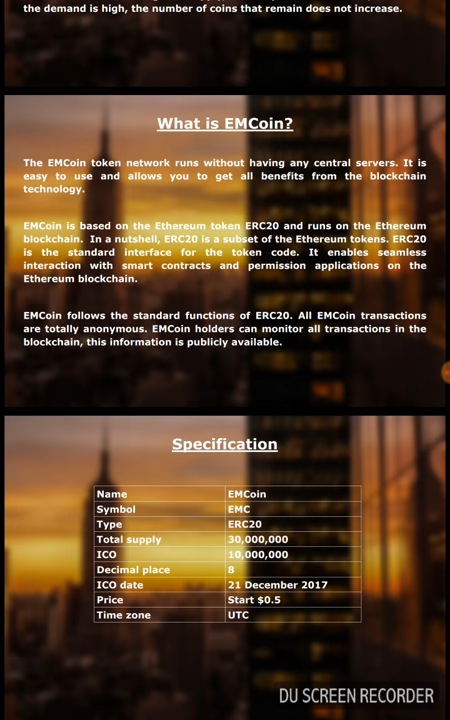 the demand is high, the number of coins that remain does not increase.
What is EMCoin?
The EMCoin token network runs without having any central servers. It is
easy to use and allows you to get all benefits from the blockchain
technology.
EMCoin is based on the Ethereum token ERC20 and runs on the Ethereum
blockchain. In a nutshell, ERC20 is a subset of the Ethereum tokens. ERC20
is the standard interface for the token code. It enables seamless
interaction with smart contracts and permission applications on the
Ethereum blockchain.
EMCoin follows the standard functions of ERC20. All EMCoin transactions
are totally anonymous. EMCoin holders can monitor all transactions in the
blockchain, this information is publicly available.
Specification
Name EMCoin
Symbol EMC
Type ERC20
Total supply 30,000,000
ICO 10,000,000
Decimal place 8
ICO date 21 December 2017
Price Start $0.5
Time zone UTC
DU SCREEN RECORDER